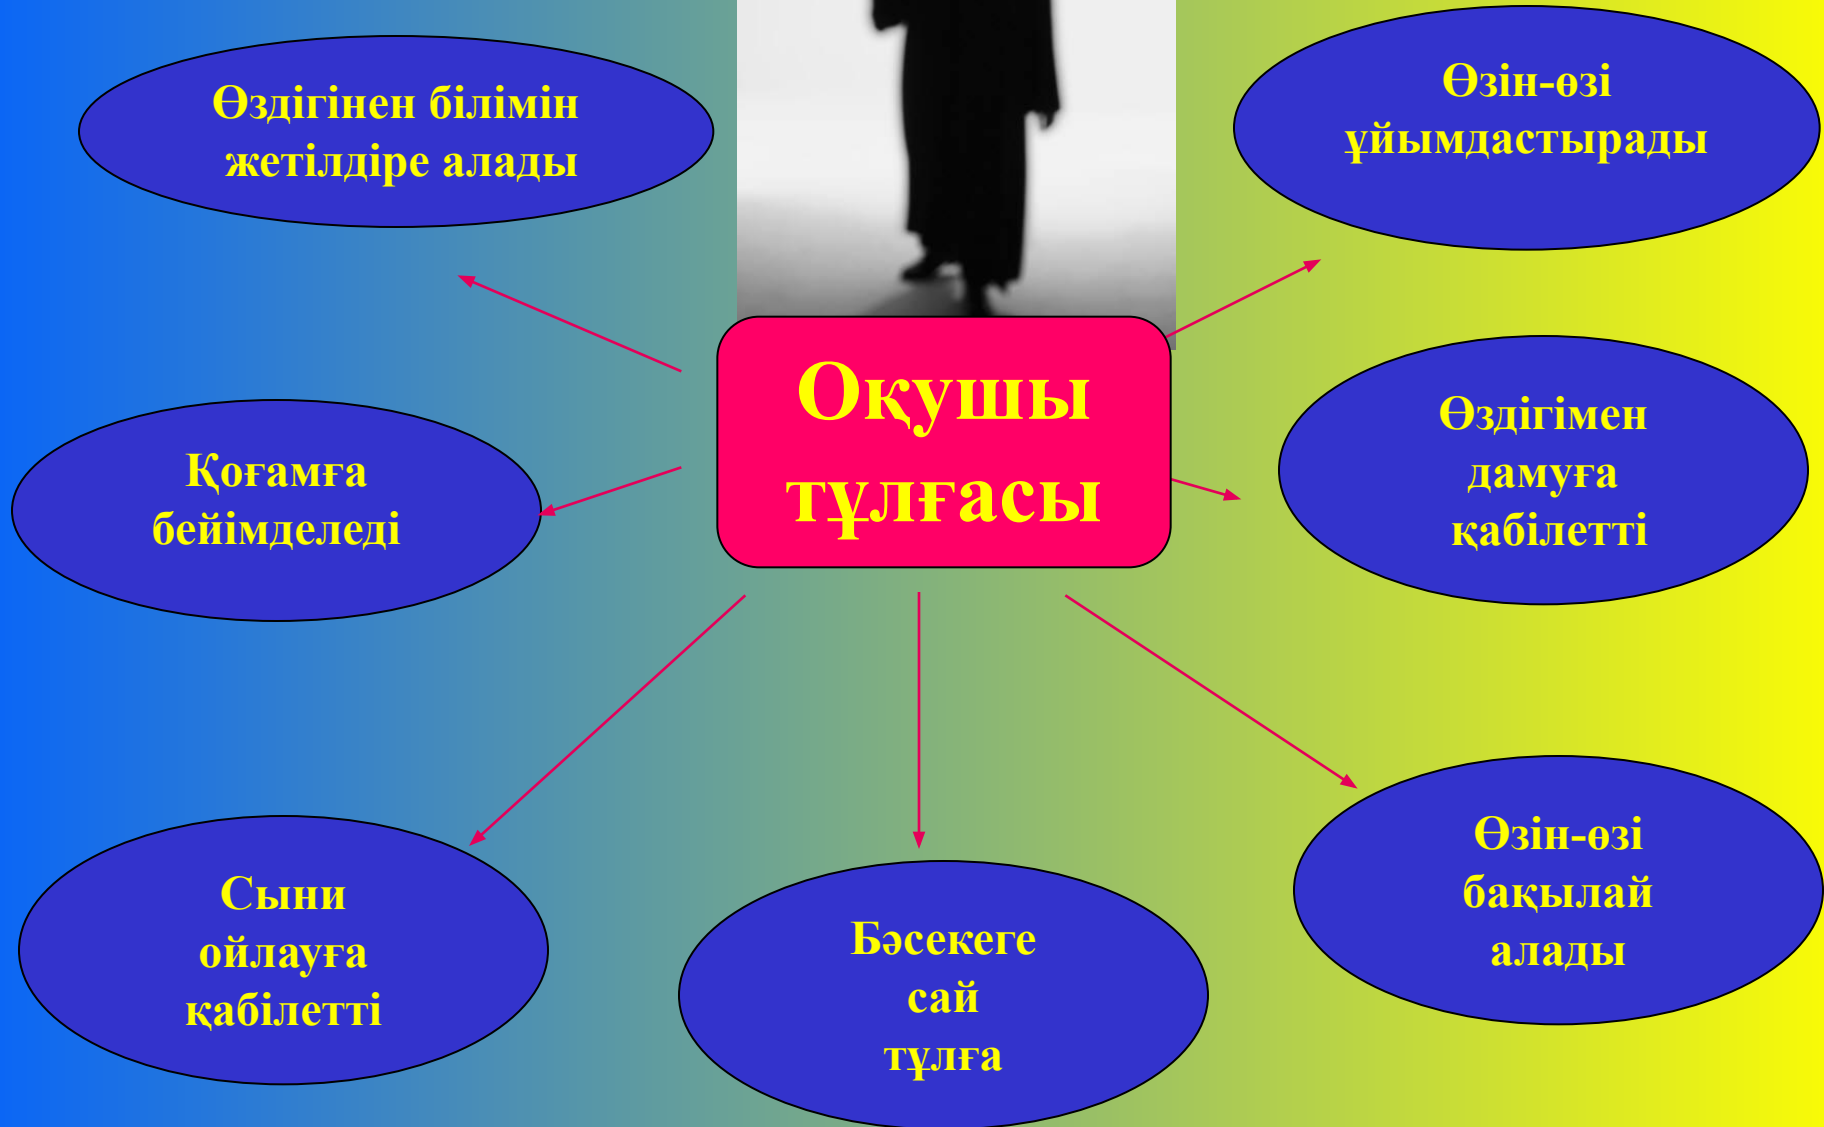 Өздігінен білімін
жетілдіре алады
Өзін-өзі
ұйымдастырады
Оқушы
тұлғасы
Қоғамға
бейімделеді
Өздігімен
дамуға
қабілетті
Сыни
ойлауға
қабілетті
Бәсекеге
сай
тұлға
Өзін-өзі
бақылай
алады